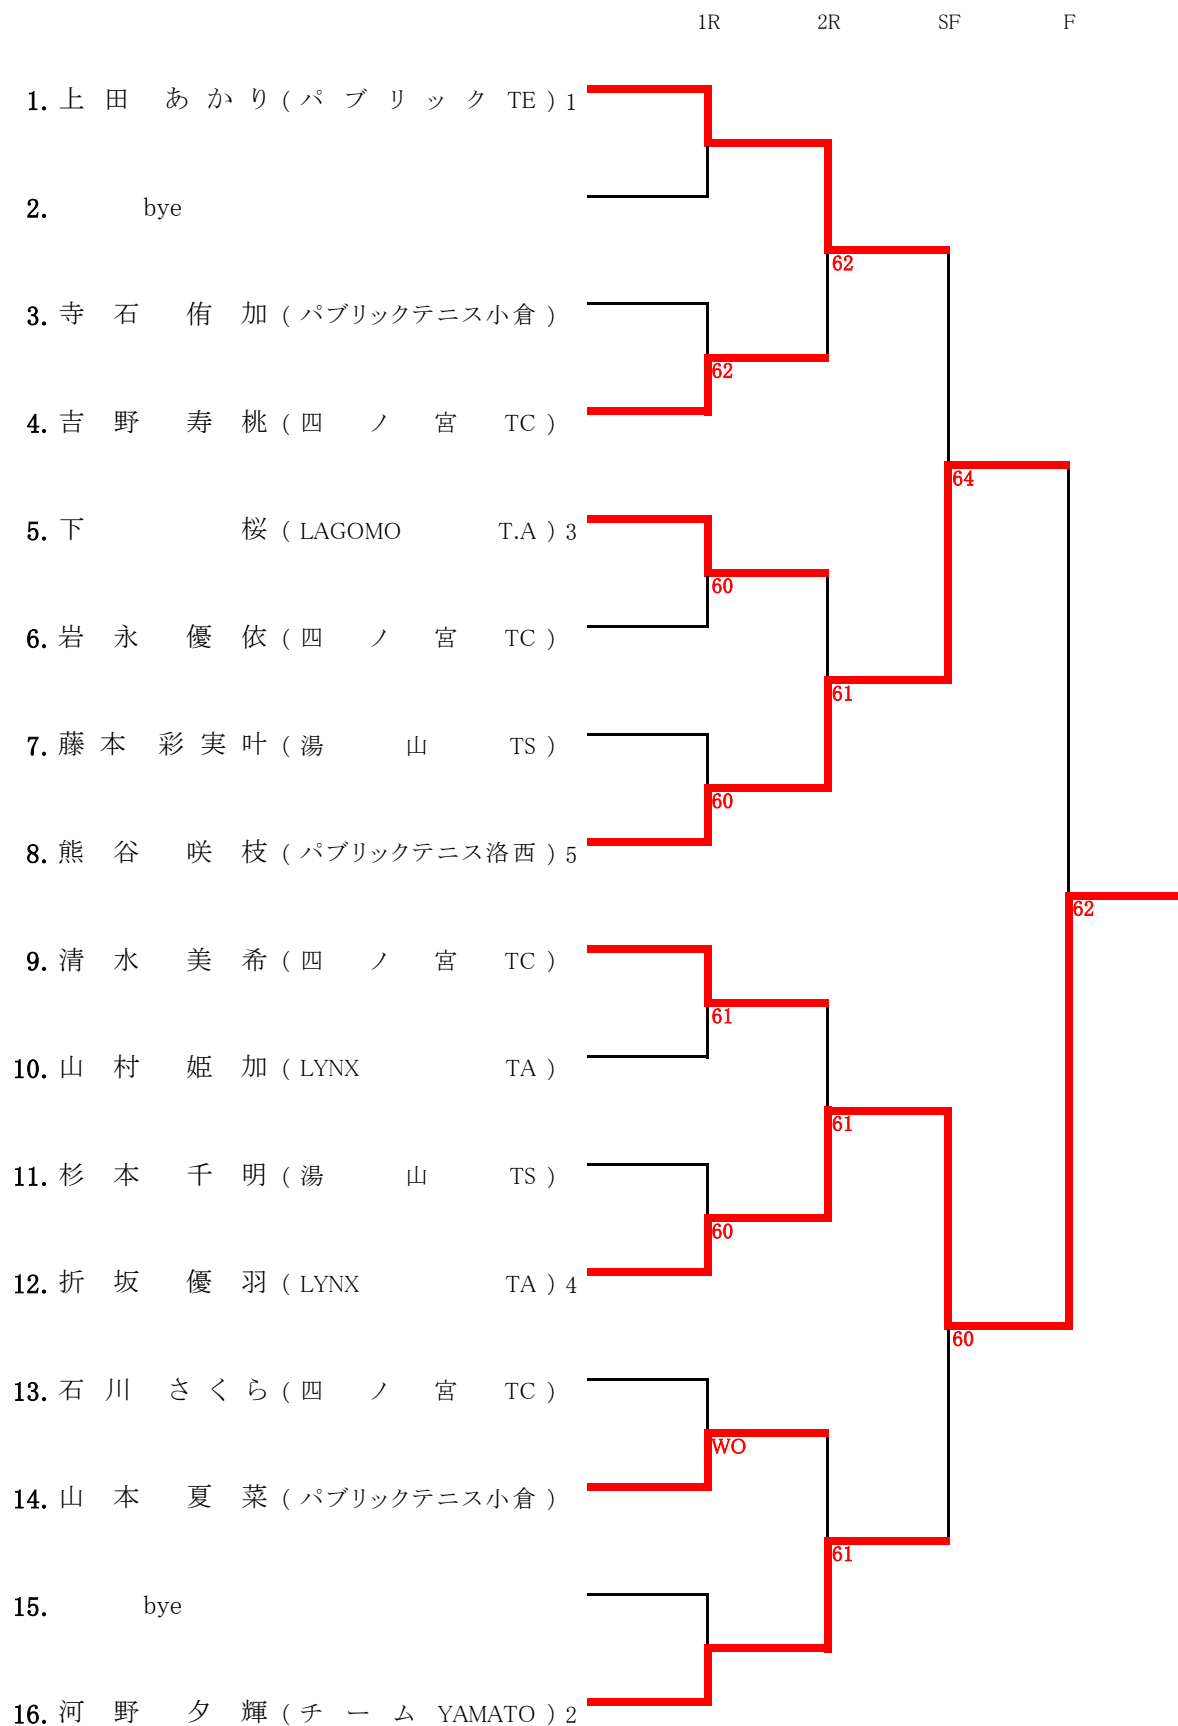 1R 2R SF F
1. 上田 あかり ( パブリック TE ) 1
2. bye
62
3. 寺石 侑加 ( パブリックテニス小倉 )
62
4. 吉野 寿桃 ( 四ノ宮 TC )
64
5. 下 桜 ( LAGOMO T.A ) 3
60
6. 岩永 優依 ( 四ノ宮 TC )
61
7. 藤本 彩実叶 ( 湯山 TS )
60
8. 熊谷 咲枝 ( パブリックテニス洛西 ) 5
62
9. 清水 美希 ( 四ノ宮 TC )
61
10. 山村 姫加 ( LYNX TA )
61
11. 杉本 千明 ( 湯山 TS )
60
12. 折坂 優羽 ( LYNX TA ) 4
60
13. 石川 さくら ( 四ノ宮 TC )
WO
14. 山本 夏菜 ( パブリックテニス小倉 )
61
15. bye
16. 河野 夕輝 ( チーム YAMATO ) 2